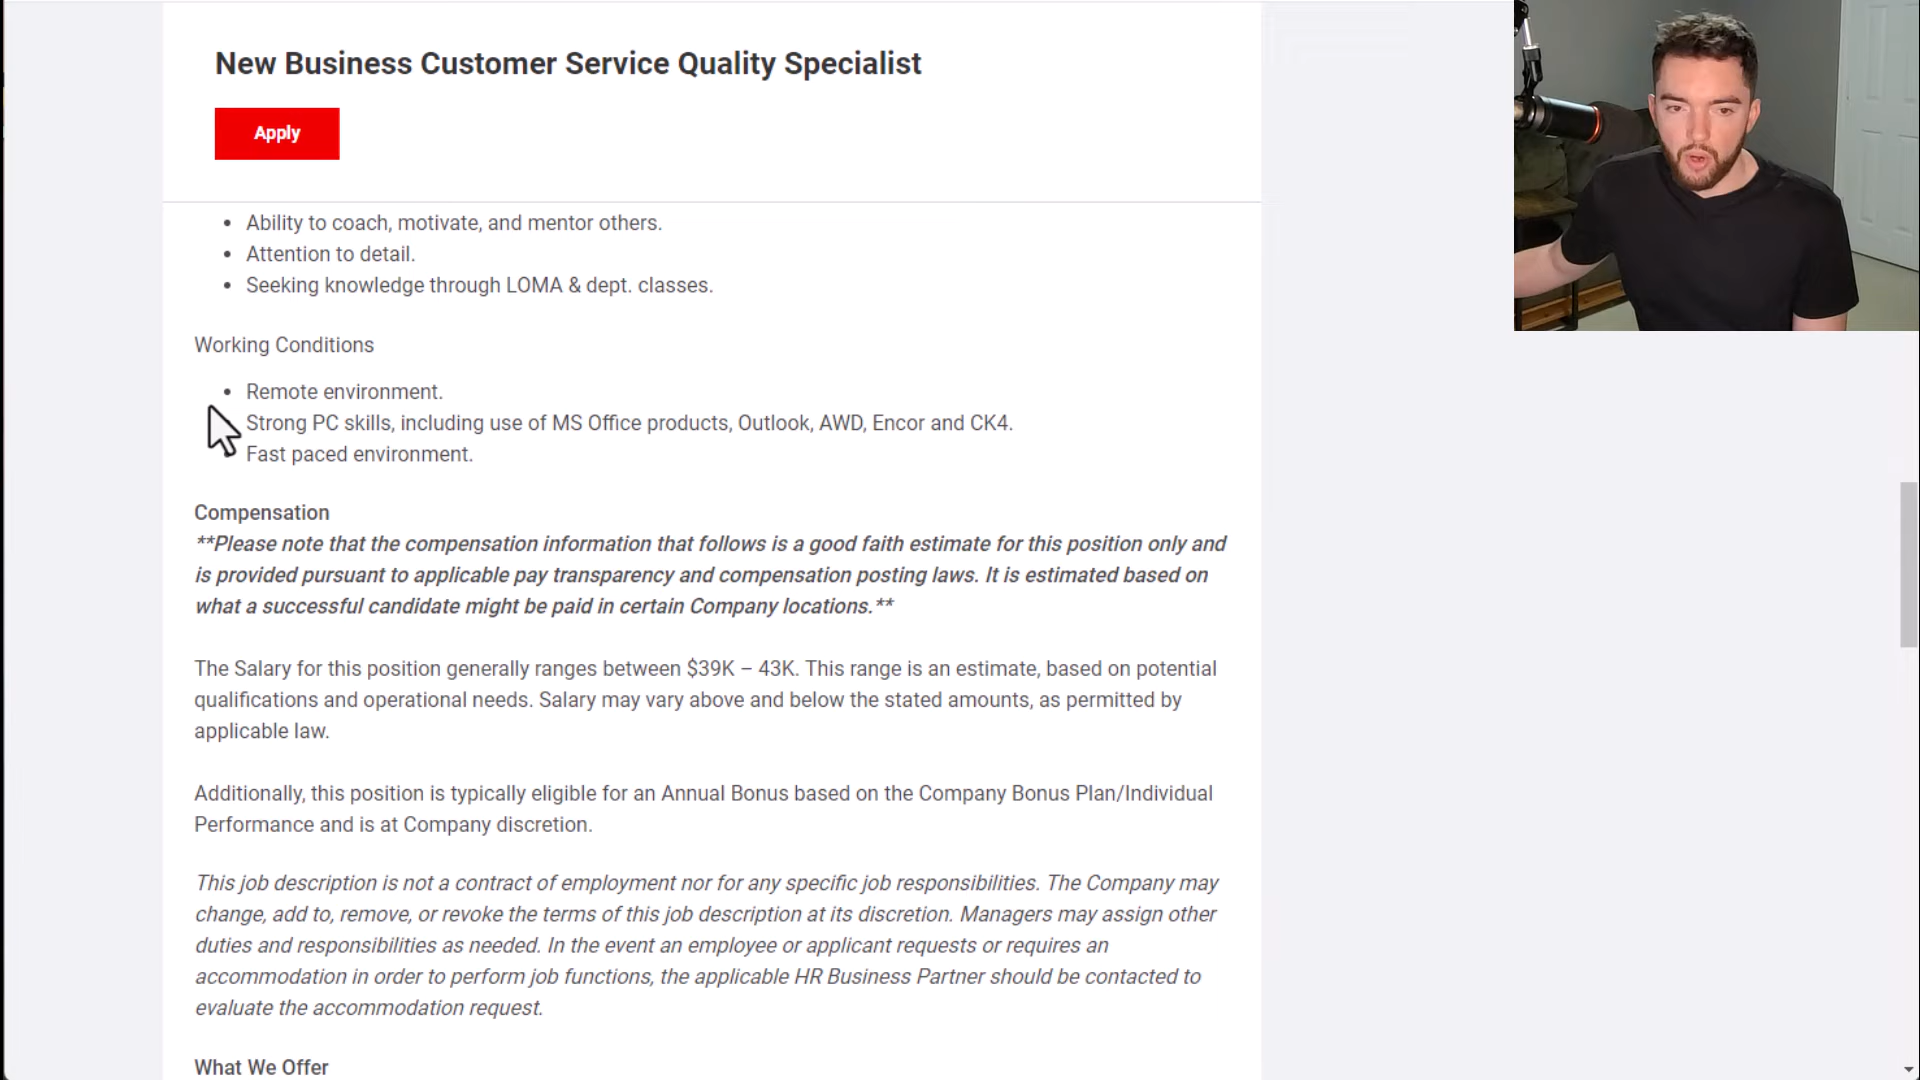 New Business Customer Service Quality Specialist
Apply
Ability to coach, motivate, and mentor others.
Attention to detail.
Seeking knowledge through LOMA & dept. classes.
Working Conditions
Remote environment.
Strong PC skills, including use of MS Office products, Outlook, AWD, Encor and CK4.
Fast paced environment.
Compensation
**Please note that the compensation information that follows is a good faith estimate for this position only and
is provided pursuant to applicable pay transparency and compensation posting laws. It is estimated based on
what a successful candidate might be paid in certain Company locations.**
The Salary for this position generally ranges between $39K – 43K. This range is an estimate, based on potential
qualifications and operational needs. Salary may vary above and below the stated amounts, as permitted by
applicable law.
Additionally, this position is typically eligible for an Annual Bonus based on the Company Bonus Plan/Individual
Performance and is at Company discretion.
This job description is not a contract of employment nor for any specific job responsibilities. The Company may
change, add to, remove, or revoke the terms of this job description at its discretion. Managers may assign other
duties and responsibilities as needed. In the event an employee or applicant requests or requires an
accommodation in order to perform job functions, the applicable HR Business Partner should be contacted to
evaluate the accommodation request.
What We Offer